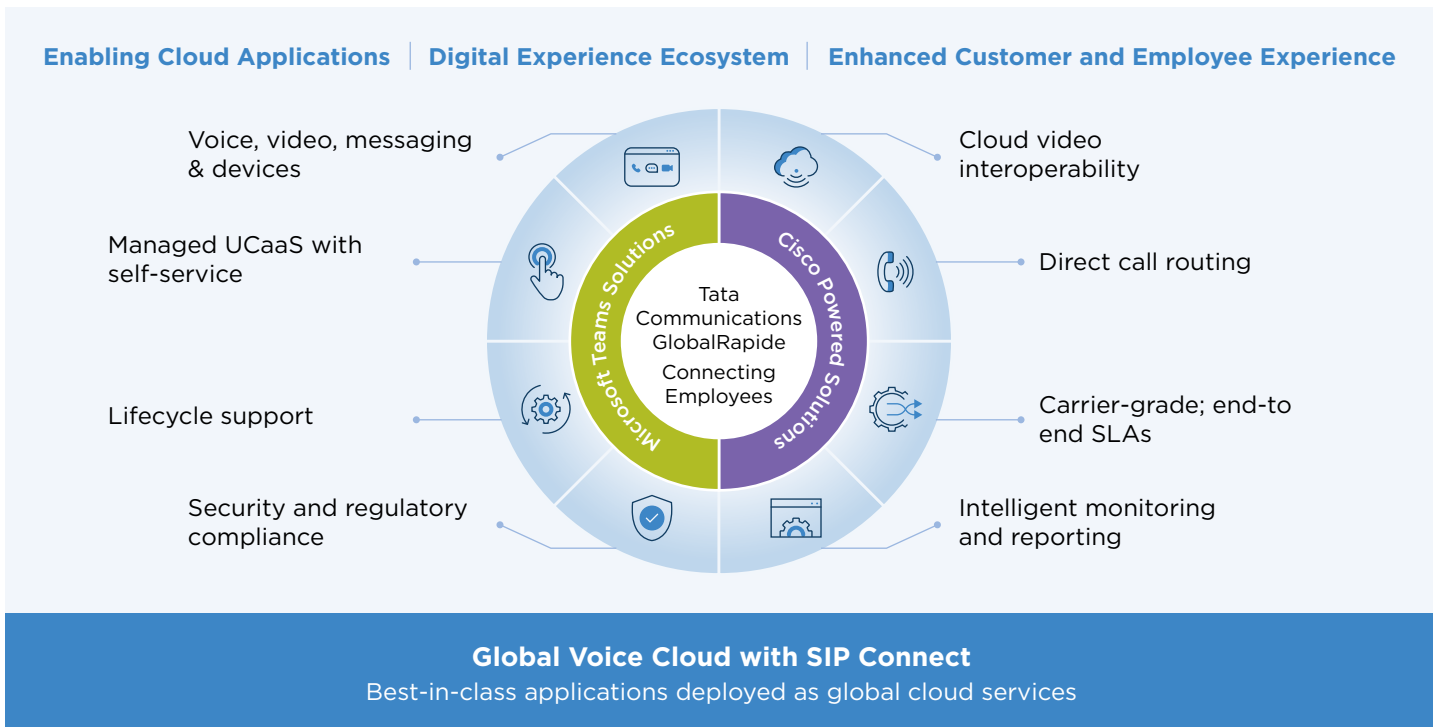 Enabling Cloud Applications | Digital Experience Ecosystem | Enhanced Customer and Employee Experience
Voice, video, messaging
& devices
Managed UCaaS with
self-service
Lifecycle support
Security and regulatory
compliance
Microsoft Teams Solutions
Cisco Powered Solutions
Tata
Communications
GlobalRapide
Connecting
Employees
Cloud video
interoperability
Direct call routing
Carrier-grade; end-to
end SLAs
Intelligent monitoring
and reporting
Global Voice Cloud with SIP Connect
Best-in-class applications deployed as global cloud services